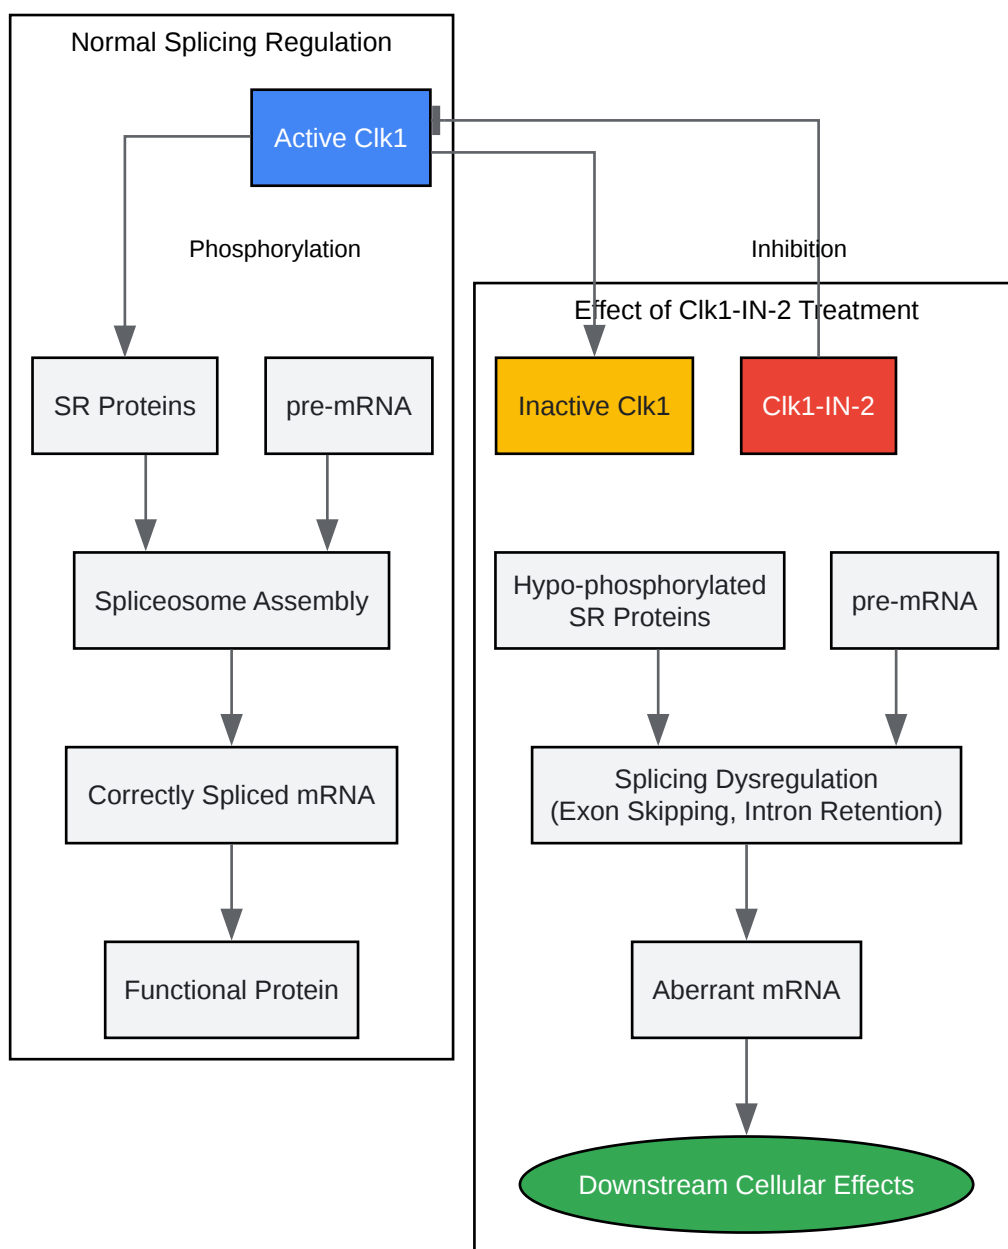 Normal Splicing Regulation
Active Clk1
Phosphorylation
SR Proteins
pre-mRNA
Spliceosome Assembly
Correctly Spliced mRNA
Functional Protein
Inhibition
Effect of Clk1-IN-2 Treatment
Inactive Clk1
Clk1-IN-2
Hypo-phosphorylated
SR Proteins
pre-mRNA
Splicing Dysregulation
(Exon Skipping, Intron Retention)
Aberrant mRNA
Downstream Cellular Effects